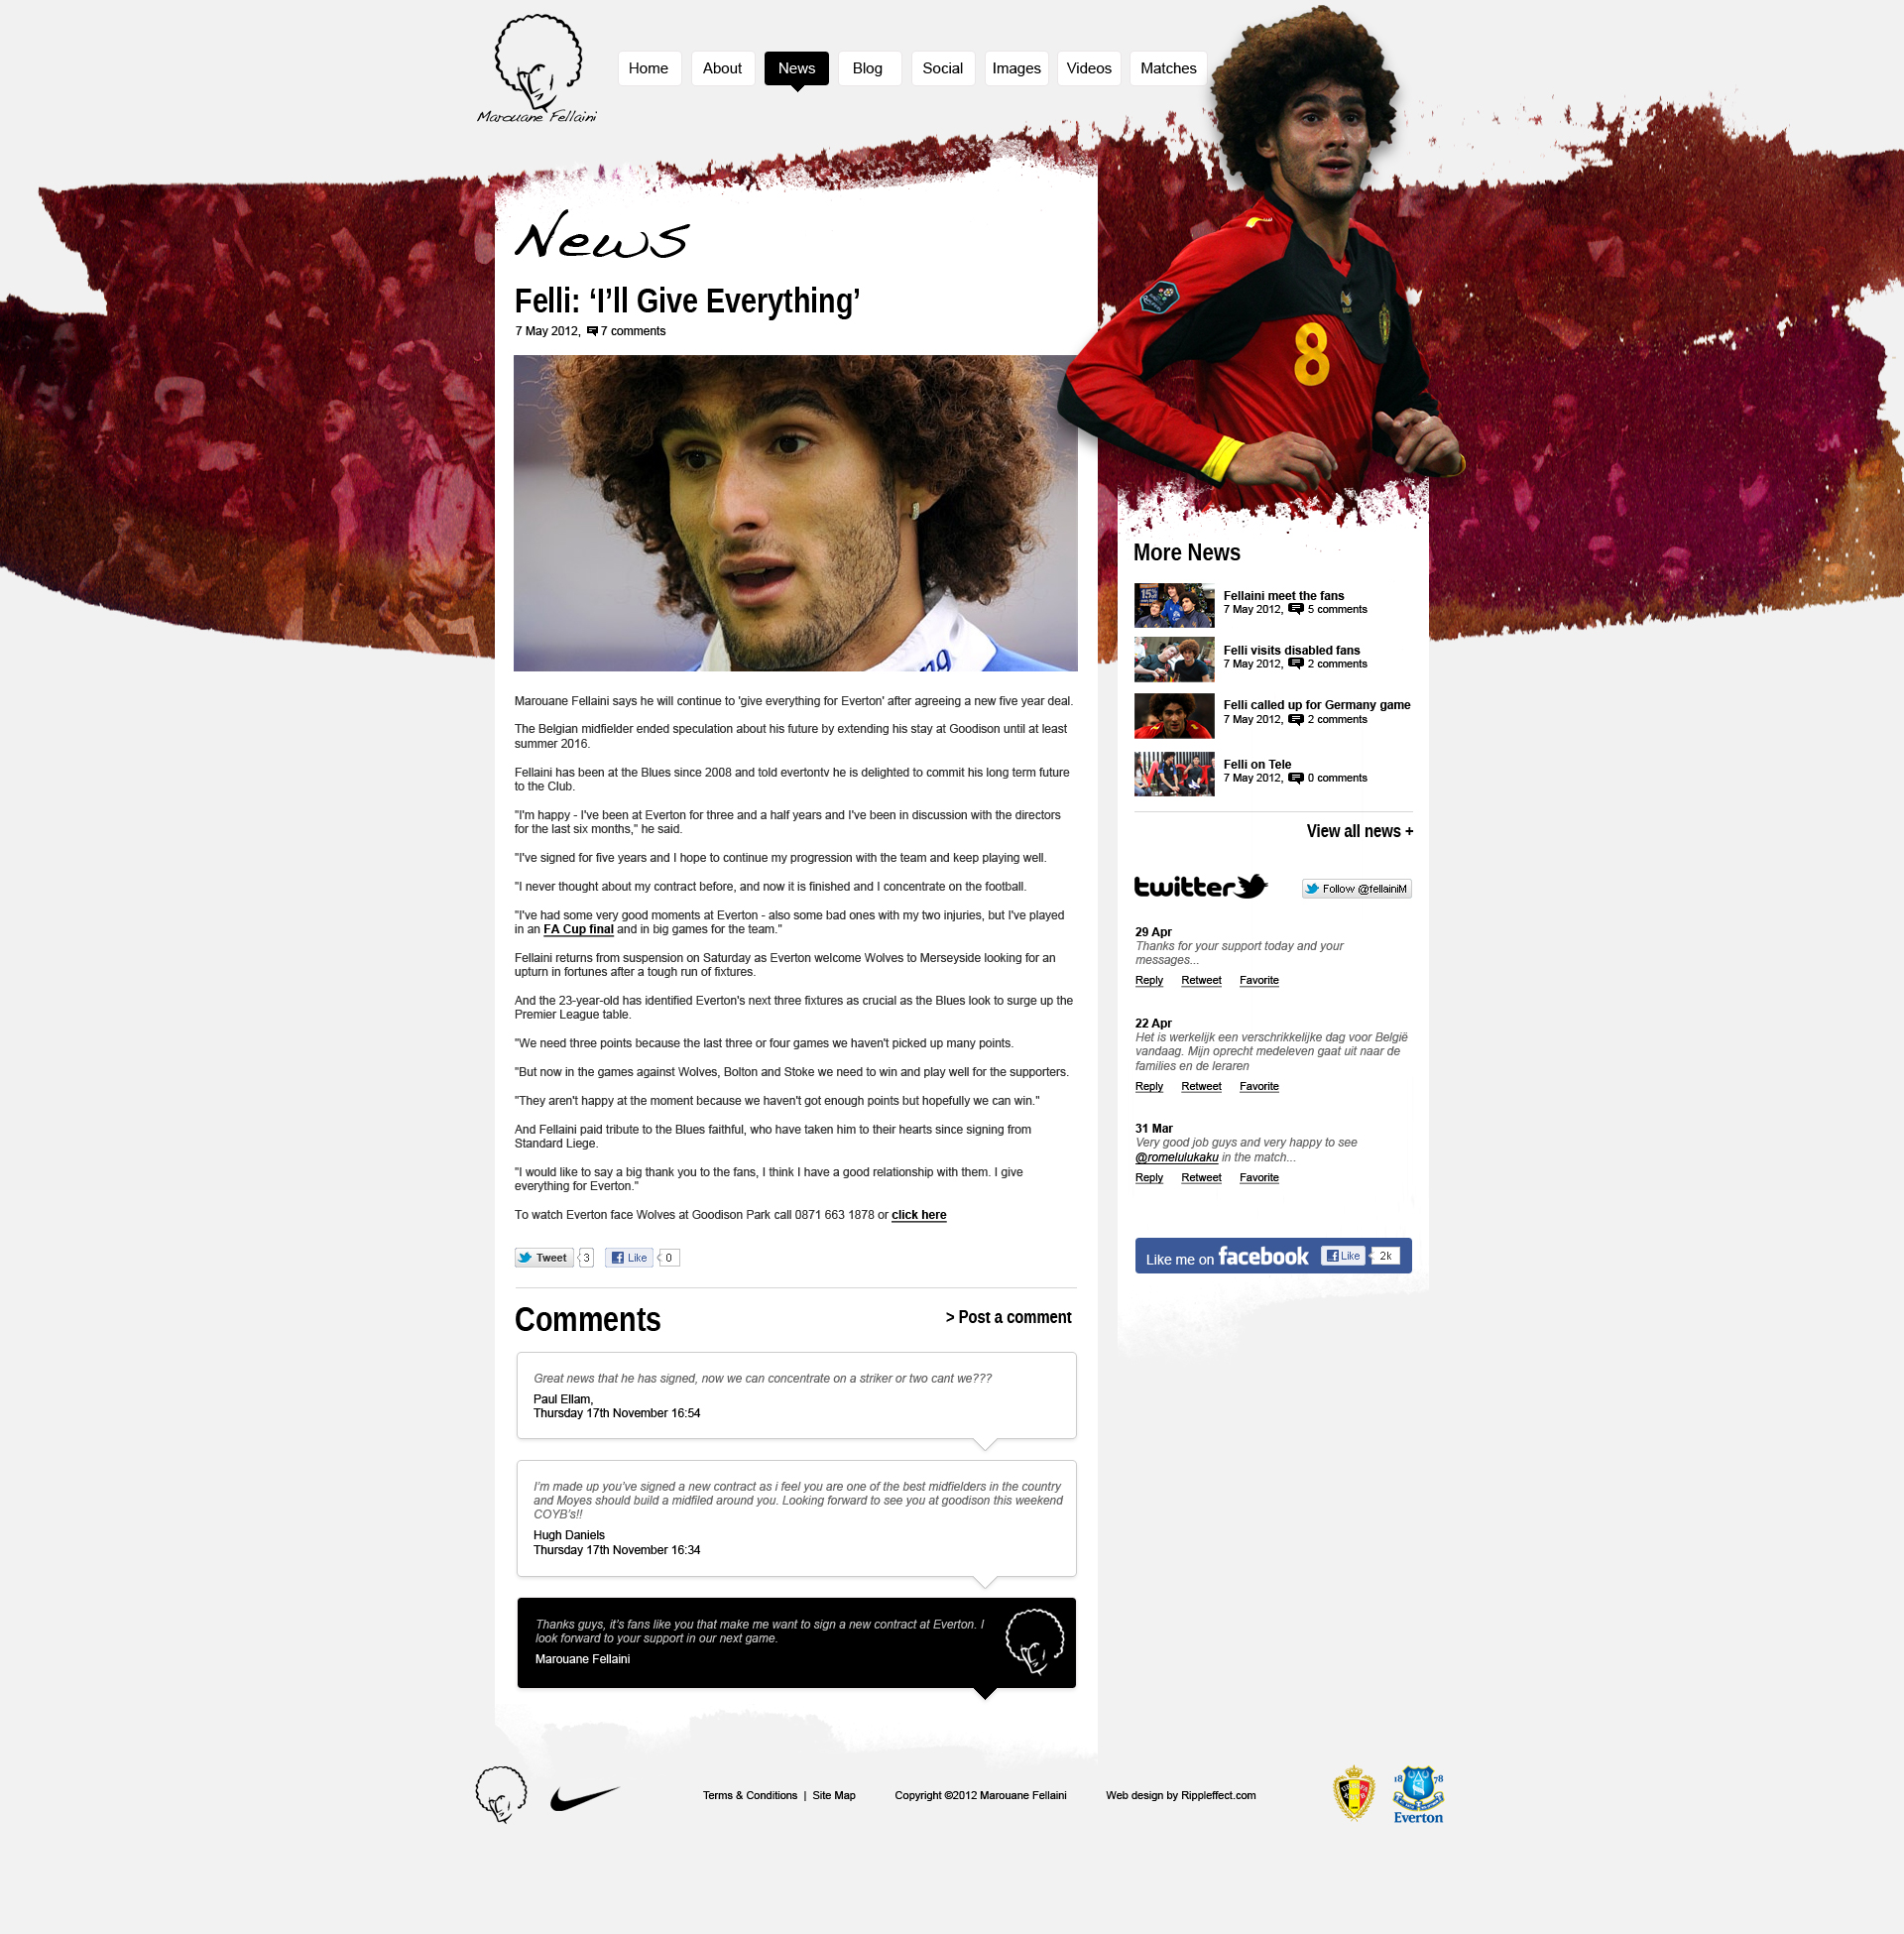 Marouane Fellaini
Home
About
News
Blog
Social
Images
Videos
Matches
News
Felli: ‘I’ll Give Everything’
7 May 2012, 7 comments
8
Marouane Fellaini says he will continue to 'give everything for Everton' after agreeing a new five year deal.
The Belgian midfielder ended speculation about his future by extending his stay at Goodison until at least
summer 2016.
Fellaini has been at the Blues since 2008 and told evertontv he is delighted to commit his long term future
to the Club.
"I'm happy - I've been at Everton for three and a half years and I've been in discussion with the directors
for the last six months," he said.
"I've signed for five years and I hope to continue my progression with the team and keep playing well.
"I never thought about my contract before, and now it is finished and I concentrate on the football.
"I've had some very good moments at Everton - also some bad ones with my two injuries, but I've played
in an FA Cup final and in big games for the team."
Fellaini returns from suspension on Saturday as Everton welcome Wolves to Merseyside looking for an
upturn in fortunes after a tough run of fixtures.
And the 23-year-old has identified Everton's next three fixtures as crucial as the Blues look to surge up the
Premier League table.
"We need three points because the last three or four games we haven't picked up many points.
"But now in the games against Wolves, Bolton and Stoke we need to win and play well for the supporters.
"They aren't happy at the moment because we haven't got enough points but hopefully we can win."
And Fellaini paid tribute to the Blues faithful, who have taken him to their hearts since signing from
Standard Liege.
"I would like to say a big thank you to the fans, I think I have a good relationship with them. I give
everything for Everton."
To watch Everton face Wolves at Goodison Park call 0871 663 1878 or click here
Tweet 3 Like 0
Comments
> Post a comment
Great news that he has signed, now we can concentrate on a striker or two cant we???
Paul Ellam,
Thursday 17th November 16:54
I’m made up you’ve signed a new contract as i feel you are one of the best midfielders in the country
and Moyes should build a midfiled around you. Looking forward to see you at goodison this weekend
COYB’s!!
Hugh Daniels
Thursday 17th November 16:34
Thanks guys, it’s fans like you that make me want to sign a new contract at Everton. I
look forward to your support in our next game.
Marouane Fellaini
More News
Fellaini meet the fans
7 May 2012, 5 comments
Felli visits disabled fans
7 May 2012, 2 comments
Felli called up for Germany game
7 May 2012, 2 comments
Felli on Tele
7 May 2012, 0 comments
View all news +
twitter
Follow @fellainiM
29 Apr
Thanks for your support today and your
messages...
Reply Retweet Favorite
22 Apr
Het is werkelijk een verschrikkelijke dag voor België
vandaag. Mijn oprecht medeleven gaat uit naar de
families en de leraren
Reply Retweet Favorite
31 Mar
Very good job guys and very happy to see
@romelulukaku in the match...
Reply Retweet Favorite
Like me on facebook Like 2k
Terms & Conditions | Site Map
Copyright ©2012 Marouane Fellaini
Web design by Rippleffect.com
1878
Everton